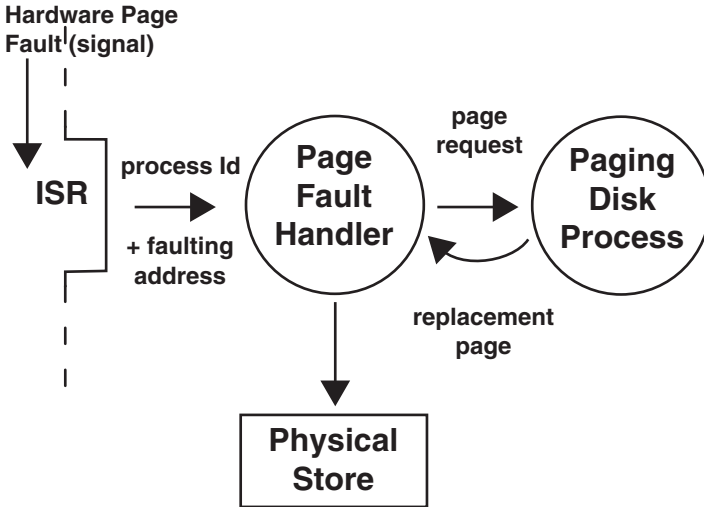 Hardware Page
Fault (signal)
ISR
process Id
+ faulting
address
Page
Fault
Handler
page
request
replacement
page
Paging
Disk
Process
Physical
Store